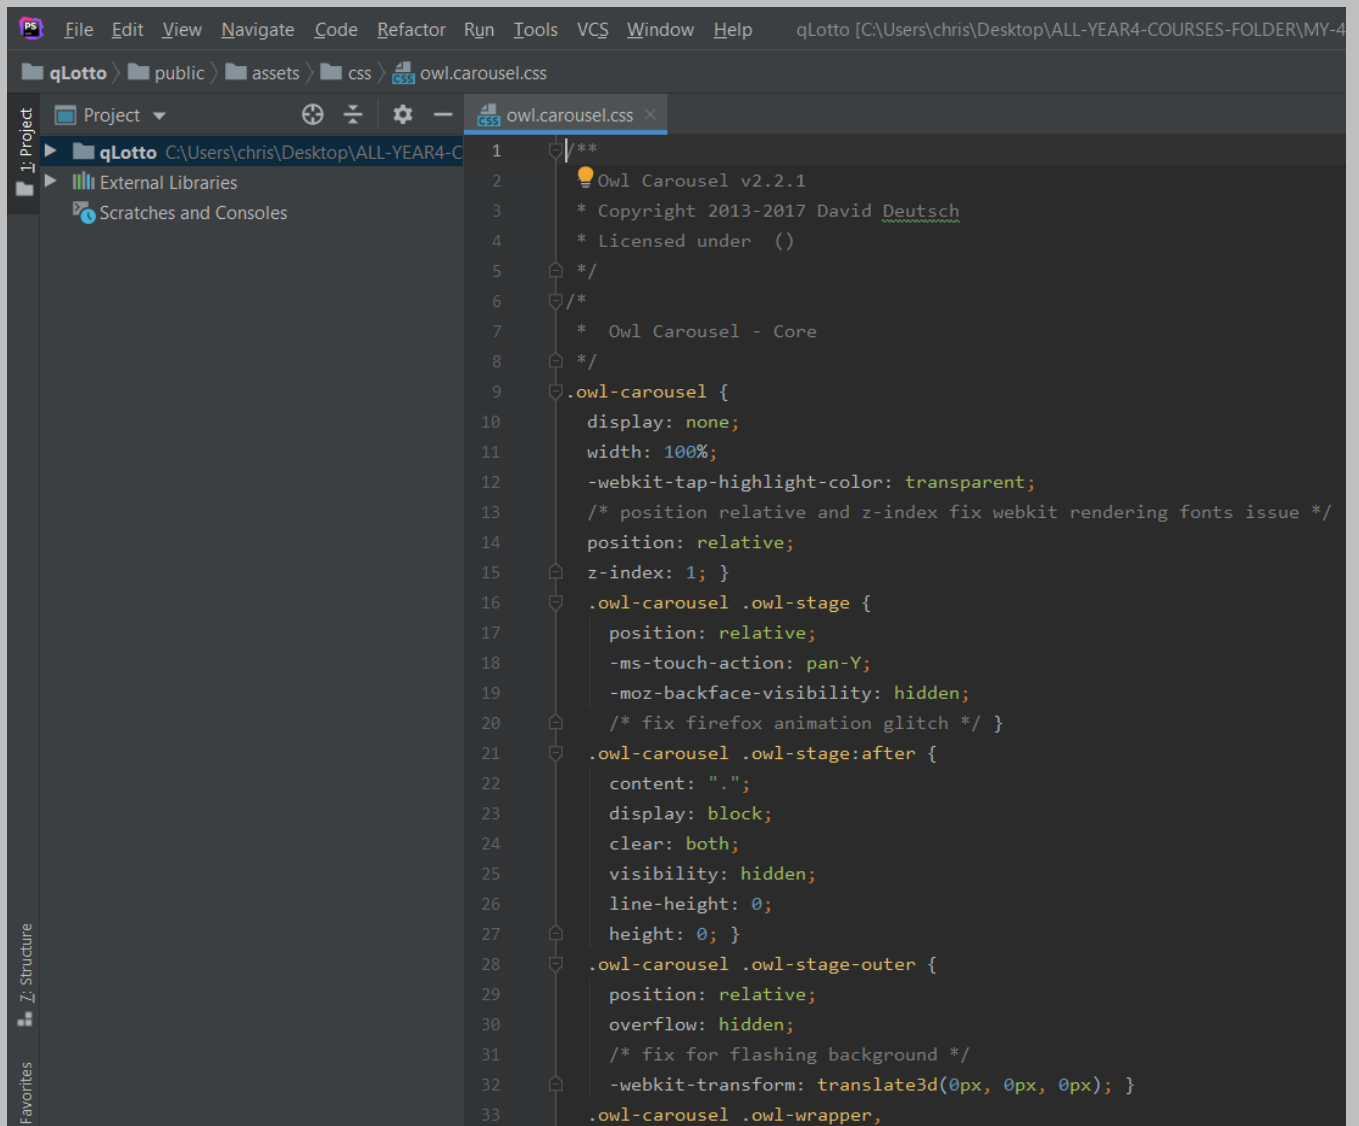 PS File Edit View Navigate Code Refactor Run Tools VCS Window Help qLotto [C:\Users\chris\Desktop\ALL-YEAR4-COURSES-FOLDER\MY-4
qLotto public assets css CSS owl.carousel.css
1: Project
Project
CSS owl.carousel.css
qLotto C:\Users\chris\Desktop\ALL-YEAR4-C
External Libraries
Scratches and Consoles
7: Structure
Favorites
1 /**
2 Owl Carousel v2.2.1
3 * Copyright 2013-2017 David Deutsch
4 * Licensed under  ()
5 */
6 /*
7 *  Owl Carousel - Core
8 */
9 .owl-carousel {
10 display: none;
11 width: 100%;
12 -webkit-tap-highlight-color: transparent;
13 /* position relative and z-index fix webkit rendering fonts issue */
14 position: relative;
15 z-index: 1; }
16 .owl-carousel .owl-stage {
17 position: relative;
18 -ms-touch-action: pan-Y;
19 -moz-backface-visibility: hidden;
20 /* fix firefox animation glitch */ }
21 .owl-carousel .owl-stage:after {
22 content: ".";
23 display: block;
24 clear: both;
25 visibility: hidden;
26 line-height: 0;
27 height: 0; }
28 .owl-carousel .owl-stage-outer {
29 position: relative;
30 overflow: hidden;
31 /* fix for flashing background */
32 -webkit-transform: translate3d(0px, 0px, 0px); }
33 .owl-carousel .owl-wrapper,